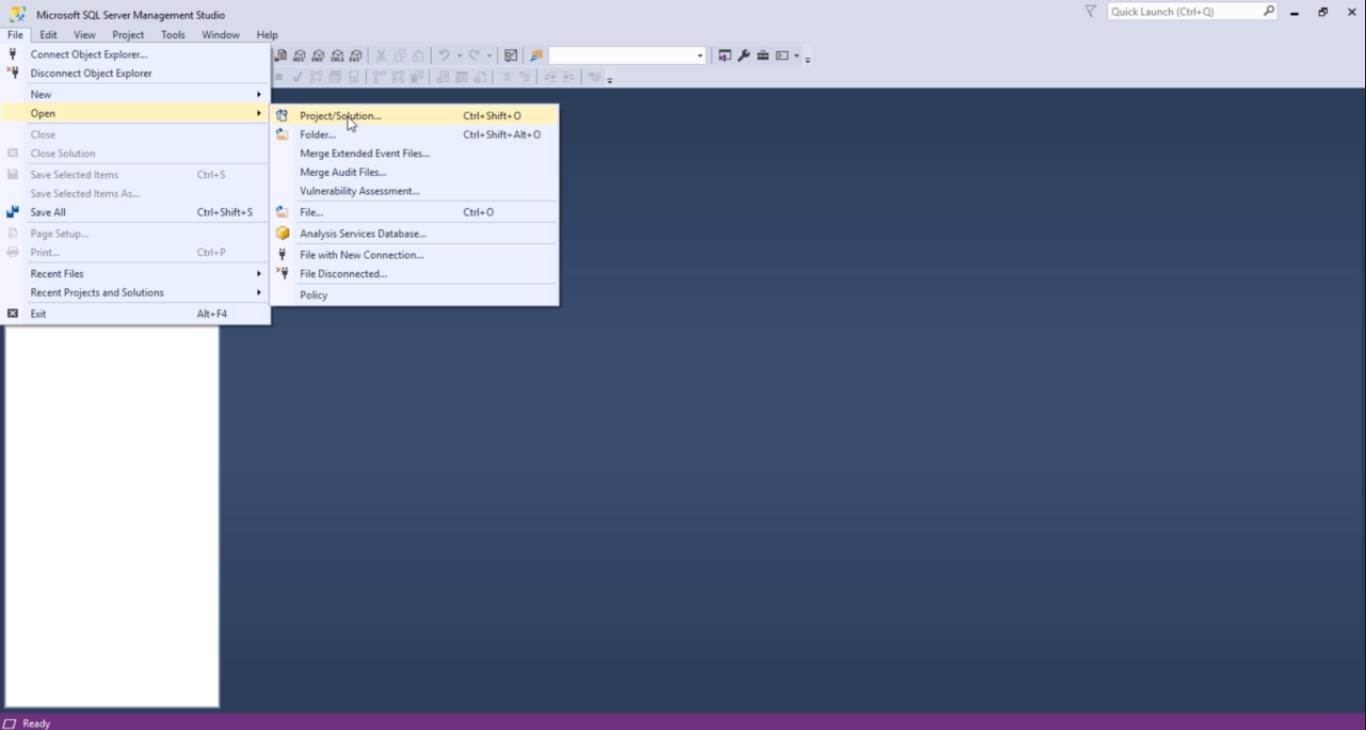 Microsoft SQL Server Management Studio
Quick Launch (Ctrl+Q)
File Edit View Project Tools Window Help
Connect Object Explorer...
Disconnect Object Explorer
New
Open
Close
Close Solution
Save Selected Items Ctrl+S
Save Selected Items As...
Save All Ctrl+Shift+S
Page Setup...
Print... Ctrl+P
Recent Files
Recent Projects and Solutions
Exit Alt+F4
Project/Solution... Ctrl+Shift+O
Folder... Ctrl+Shift+Alt+O
Merge Extended Event Files...
Merge Audit Files...
Vulnerability Assessment...
File... Ctrl+O
Analysis Services Database...
File with New Connection...
File Disconnected...
Policy
Ready